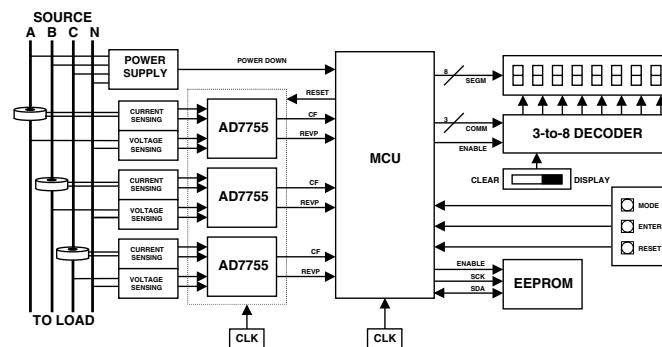 SOURCE
A B C N
POWER SUPPLY
POWER DOWN
8
SEGM
RESET
CURRENT SENSING
VOLTAGE SENSING
AD7755
CF
REVP
MCU
3
COMM
ENABLE
3-to-8 DECODER
CLEAR
DISPLAY
CURRENT SENSING
VOLTAGE SENSING
AD7755
CF
REVP
MODE
ENTER
RESET
CURRENT SENSING
VOLTAGE SENSING
AD7755
CF
REVP
ENABLE
SCK
SDA
EEPROM
TO LOAD
CLK
CLK